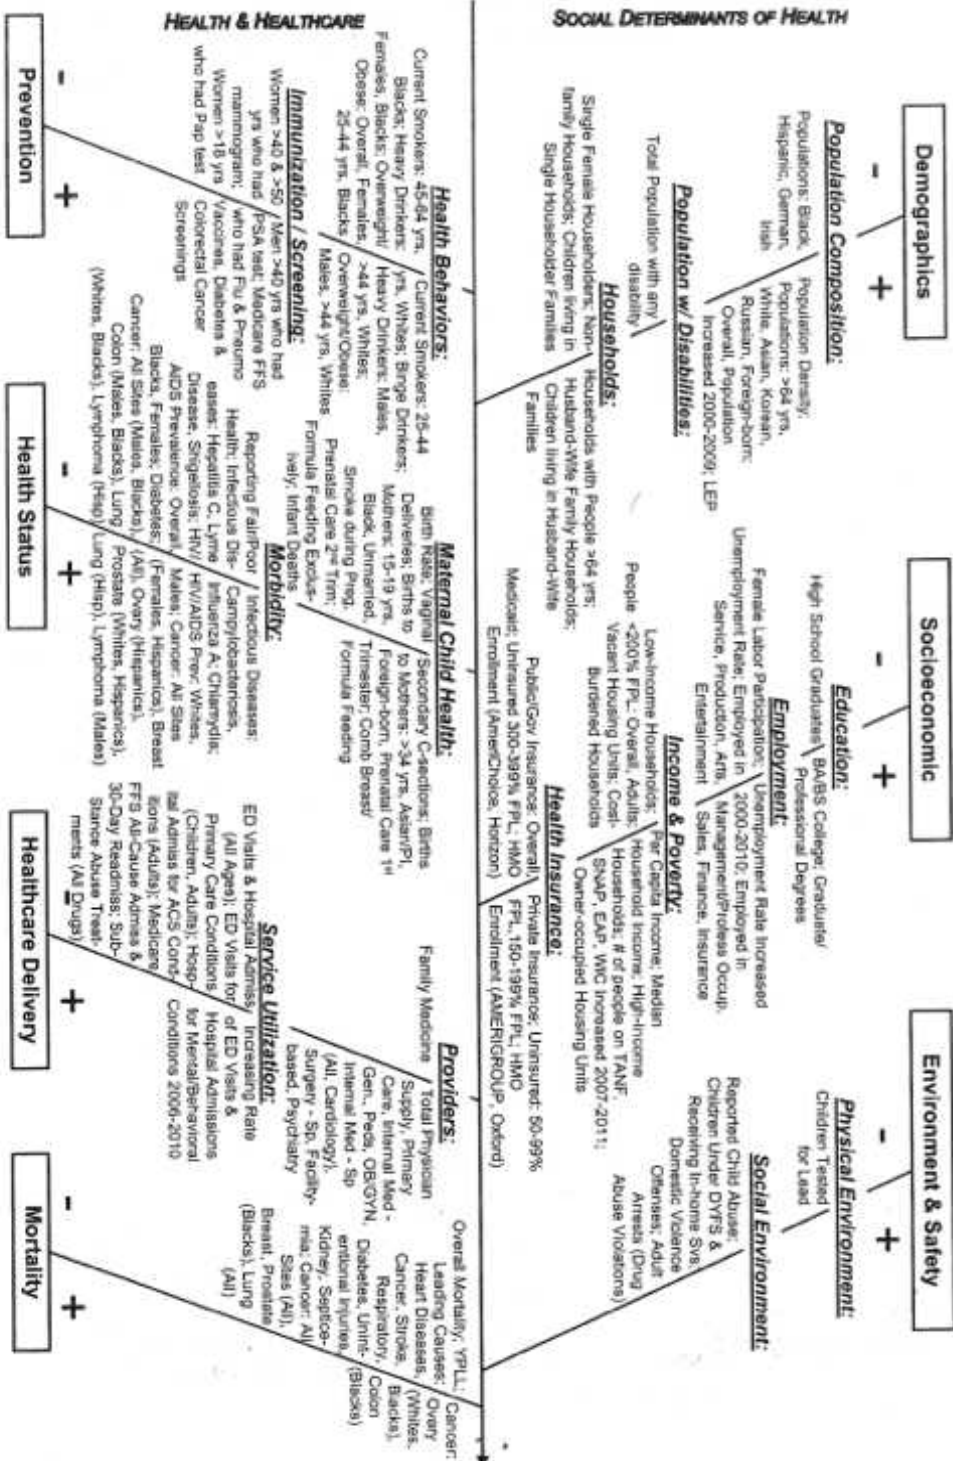 SOCIAL DETERMINANTS OF HEALTH
Demographics
-
+
Population Composition:
Populations: Black,
Hispanic, German,
Irish
Population Density;
Populations: >64 yrs,
White, Asian, Korean,
Russian, Foreign-born;
Overall, Population
Increased 2000-2009; LEP
Population w/ Disabilities:
Total Population with any
disability
Households:
Single Female Householders; Non-
family Households; Children living in
Single Householder Families
Households with People >64 yrs;
Husband-Wife Family Households;
Children living in Husband-Wife
Families
Socioeconomic
-
+
Education:
High School Graduates
BA/BS College; Graduate/
Professional Degrees
Employment:
Female Labor Participation;
Unemployment Rate; Employed in
Service, Production, Arts,
Entertainment
Unemployment Rate Increased
2000-2010; Employed in
Management/Profess Occup,
Sales, Finance, Insurance
Income & Poverty:
Low-Income Households;
People <200% FPL: Overall, Adults;
Vacant Housing Units; Cost-
Burdened Households
Per Capita Income; Median
Household Income; High-Income
Households; # of people on TANF,
SNAP, EAP, WIC Increased 2007-2011;
Owner-occupied Housing Units
Health Insurance:
Public/Gov Insurance: Overall,
Medicaid; Uninsured 300-399% FPL; HMO
Enrollment (AmeriChoice, Horizon)
Private Insurance; Uninsured: 50-99%
FPL, 150-199% FPL; HMO
Enrollment (AMERIGROUP, Oxford)
Environment & Safety
-
+
Physical Environment:
Children Tested
for Lead
Social Environment:
Reported Child Abuse;
Children Under DYFS &
Receiving In-home Svs;
Domestic Violence
Offenses; Adult
Arrests (Drug
Abuse Violations)
HEALTH & HEALTHCARE
Health Behaviors:
Current Smokers: 45-64 yrs,
Blacks; Heavy Drinkers:
Females, Blacks; Overweight/
Obese: Overall, Females,
25-44 yrs, Blacks
Current Smokers: 25-44
yrs, Whites; Binge Drinkers;
Heavy Drinkers: Males,
>44 yrs, Whites;
Overweight/Obese:
Males, >44 yrs, Whites
Immunization / Screening:
Women >40 & >50
yrs who had
mammogram;
Women >18 yrs
who had Pap test
Men >40 yrs who had
PSA test; Medicare FFS
who had Flu & Pneumo
Vaccines, Diabetes &
Colorectal Cancer
Screenings
-
+
Prevention
Maternal Child Health:
Birth Rate; Vaginal
Deliveries; Births to
Mothers: 15-19 yrs,
Black, Unmarried,
Smoke during Preg,
Prenatal Care 2nd Trim;
Formula Feeding Exclus-
ively; Infant Deaths
Secondary C-sections; Births
to Mothers: >34 yrs, Asian/PI,
Foreign-born, Prenatal Care 1st
Trimester; Comb Breast/
Formula Feeding
Morbidity:
Reporting Fair/Poor
Health; Infectious Dis-
eases: Hepatitis C, Lyme
Disease, Shigellosis; HIV/
AIDS Prevalence: Overall,
Blacks, Females; Diabetes;
Cancer: All Sites (Males, Blacks),
Colon (Males, Blacks), Lung
(Whites, Blacks), Lymphoma (Hisp)
Infectious Diseases:
Campylobacteriosis,
Influenza A; Chlamydia;
HIV/AIDS Prev: Whites,
Males; Cancer: All Sites
(Females, Hispanics), Breast
(All), Ovary (Hispanics),
Prostate (Whites, Hispanics),
Lung (Hisp), Lymphoma (Males)
-
+
Health Status
Providers:
Family Medicine
Total Physician
Supply, Primary
Care, Internal Med -
Gen., Peds, OB/GYN,
Internal Med - Sp
(All, Cardiology),
Surgery - Sp, Facility-
based, Psychiatry
Service Utilization:
ED Visits & Hospital Admiss
(All Ages); ED Visits for
Primary Care Conditions
(Children, Adults); Hosp-
ital Admiss for ACS Cond-
itions (Adults); Medicare
FFS All-Cause Admiss &
30-Day Readmiss; Sub-
Stance Abuse Treat-
ments (All Drugs)
Increasing Rate
of ED Visits &
Hospital Admissions
for Mental/Behavioral
Conditions 2006-2010
-
+
Healthcare Delivery
Overall Mortality; YPLL;
Leading Causes:
Heart Diseases,
Cancer, Stroke,
Respiratory,
Diabetes, Unint-
entional Injuries,
Kidney, Septice-
mia; Cancer: All
Sites (All),
Breast, Prostate
(Blacks), Lung
(All)
Cancer:
Ovary
(Whites,
Blacks),
Colon
(Blacks)
-
+
Mortality